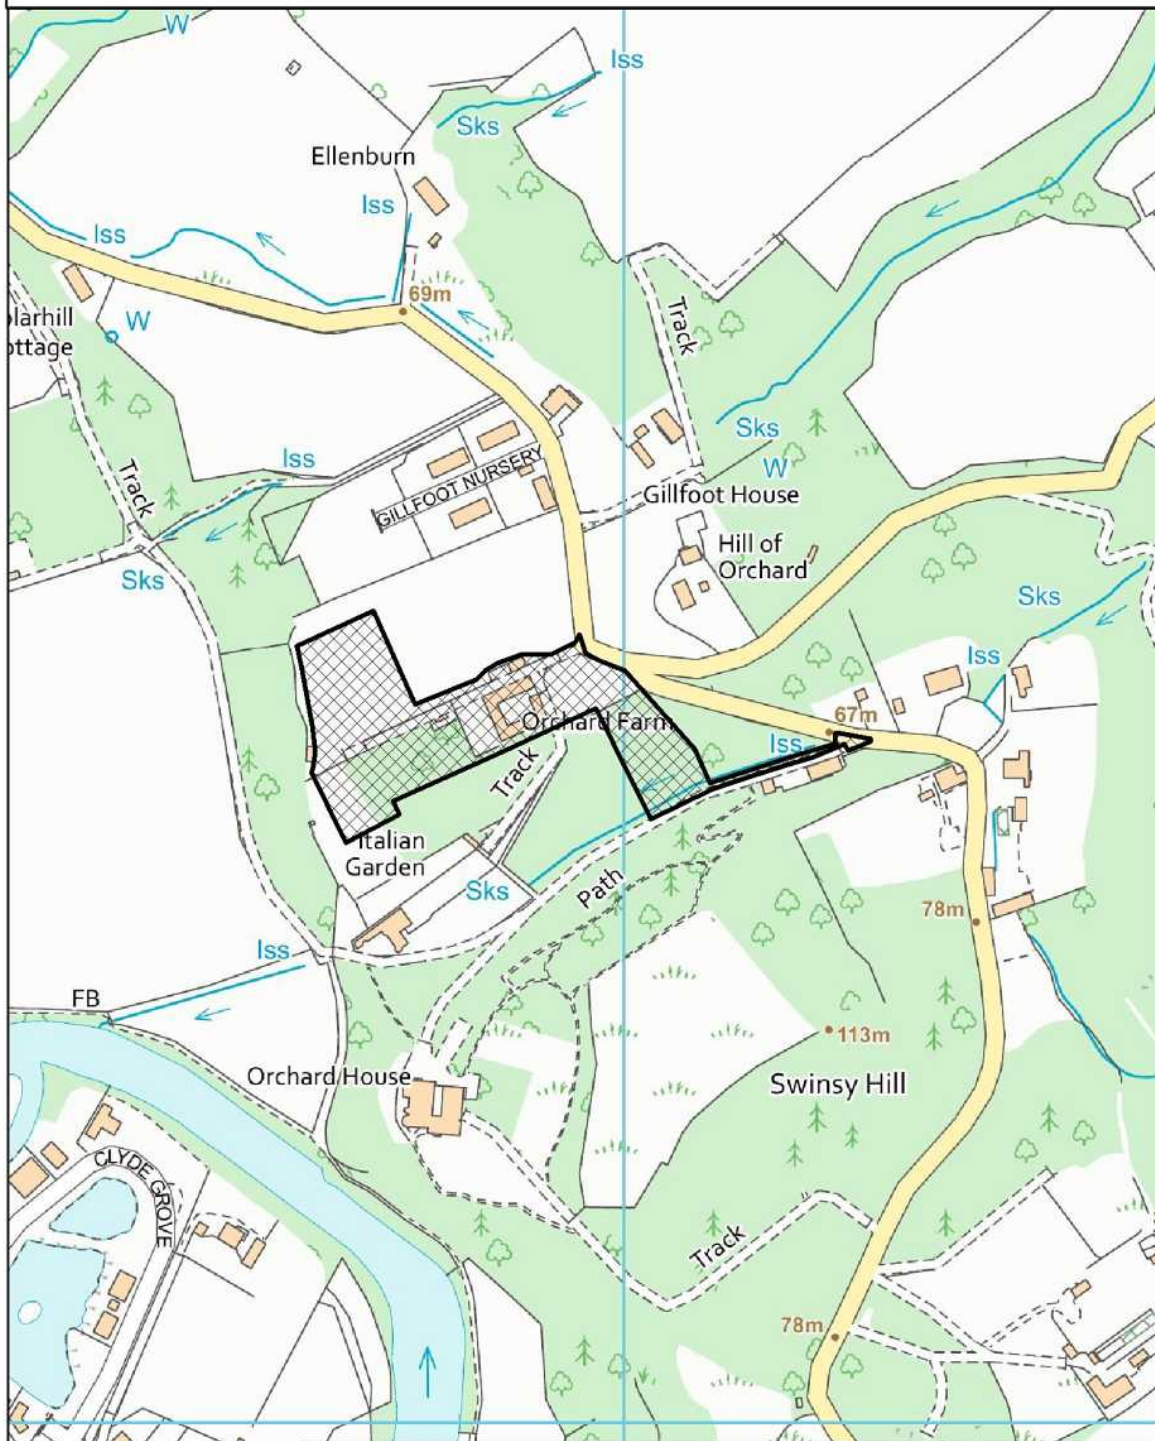 W
Iss
Sks
Ellenburn
Iss
Iss
69m
W
larhill
ottage
Track
Sks
W
Iss
GILLFOOT NURSERY
Gillfoot House
Track
Hill of
Orchard
Sks
Sks
Iss
67m
Orchard Farm
Iss
Track
Italian
Garden
Sks
Path
78m
Iss
FB
113m
Orchard House
Swinsy Hill
CLYDE GROVE
Track
78m